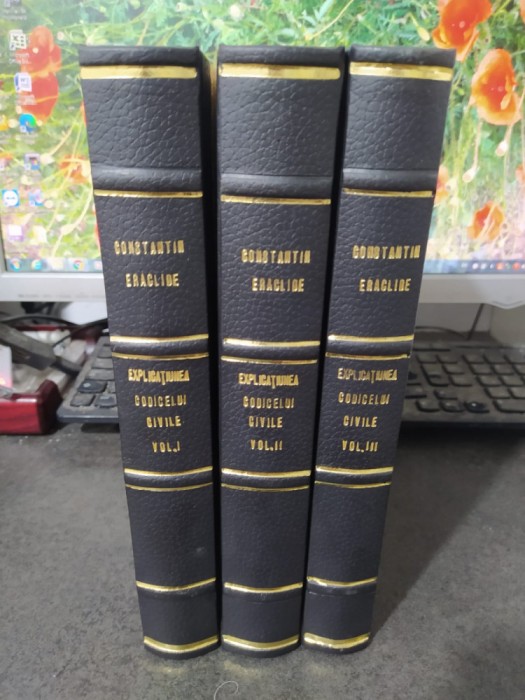 CONSTANTIN
ERACLIDE
EXPLICAȚIUNEA
CODICELUI
CIVILE
VOL.I
CONSTANTIN
ERACLIDE
EXPLICAȚIUNEA
CODICELUI
CIVILE
VOL.II
CONSTANTIN
ERACLIDE
EXPLICAȚIUNEA
CODICELUI
CIVILE
VOL.III